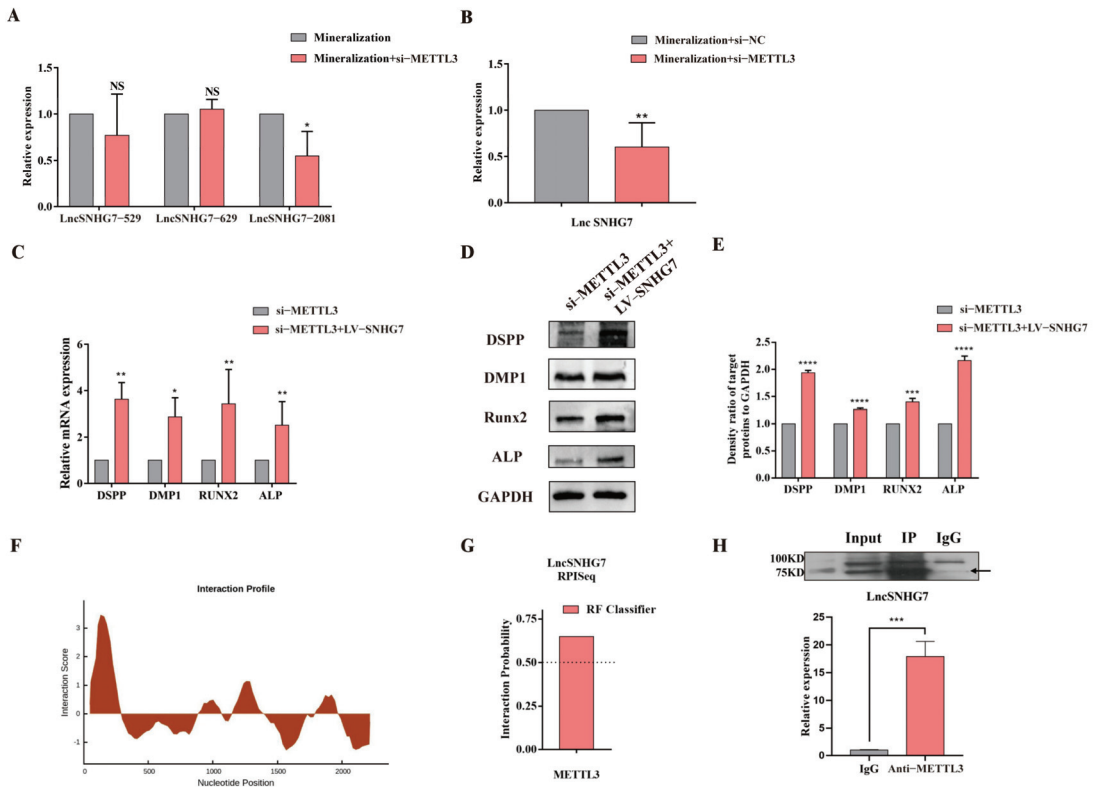 A
Mineralization
Mineralization+si−METTL3
Relative expression
1.5
1.0
0.5
0.0
NS
NS
*
LncSNHG7−529
LncSNHG7−629
LncSNHG7−2081
B
Mineralization+si−NC
Mineralization+si−METTL3
Relative expression
1.5
1.0
0.5
0.0
**
Lnc SNHG7
C
si−METTL3
si−METTL3+LV−SNHG7
Relative mRNA expression
6
4
2
0
**
*
**
**
DSPP
DMP1
RUNX2
ALP
D
si−METTL3
si−METTL3+
LV−SNHG7
DSPP
DMP1
Runx2
ALP
GAPDH
E
si−METTL3
si−METTL3+LV−SNHG7
Density ratio of target
proteins to GAPDH
2.5
2.0
1.5
1.0
0.5
0.0
****
****
***
****
DSPP
DMP1
RUNX2
ALP
F
Interaction Profile
Interaction Score
3
2
1
0
-1
0
500
1000
1500
2000
Nucleotide Position
G
LncSNHG7
RPISeq
RF Classifier
Interaction Probability
0.75
0.50
0.25
0.00
METTL3
H
Input
IP
IgG
100KD
75KD
LncSNHG7
Relative experssion
25
20
15
10
5
0
***
IgG
Anti−METTL3